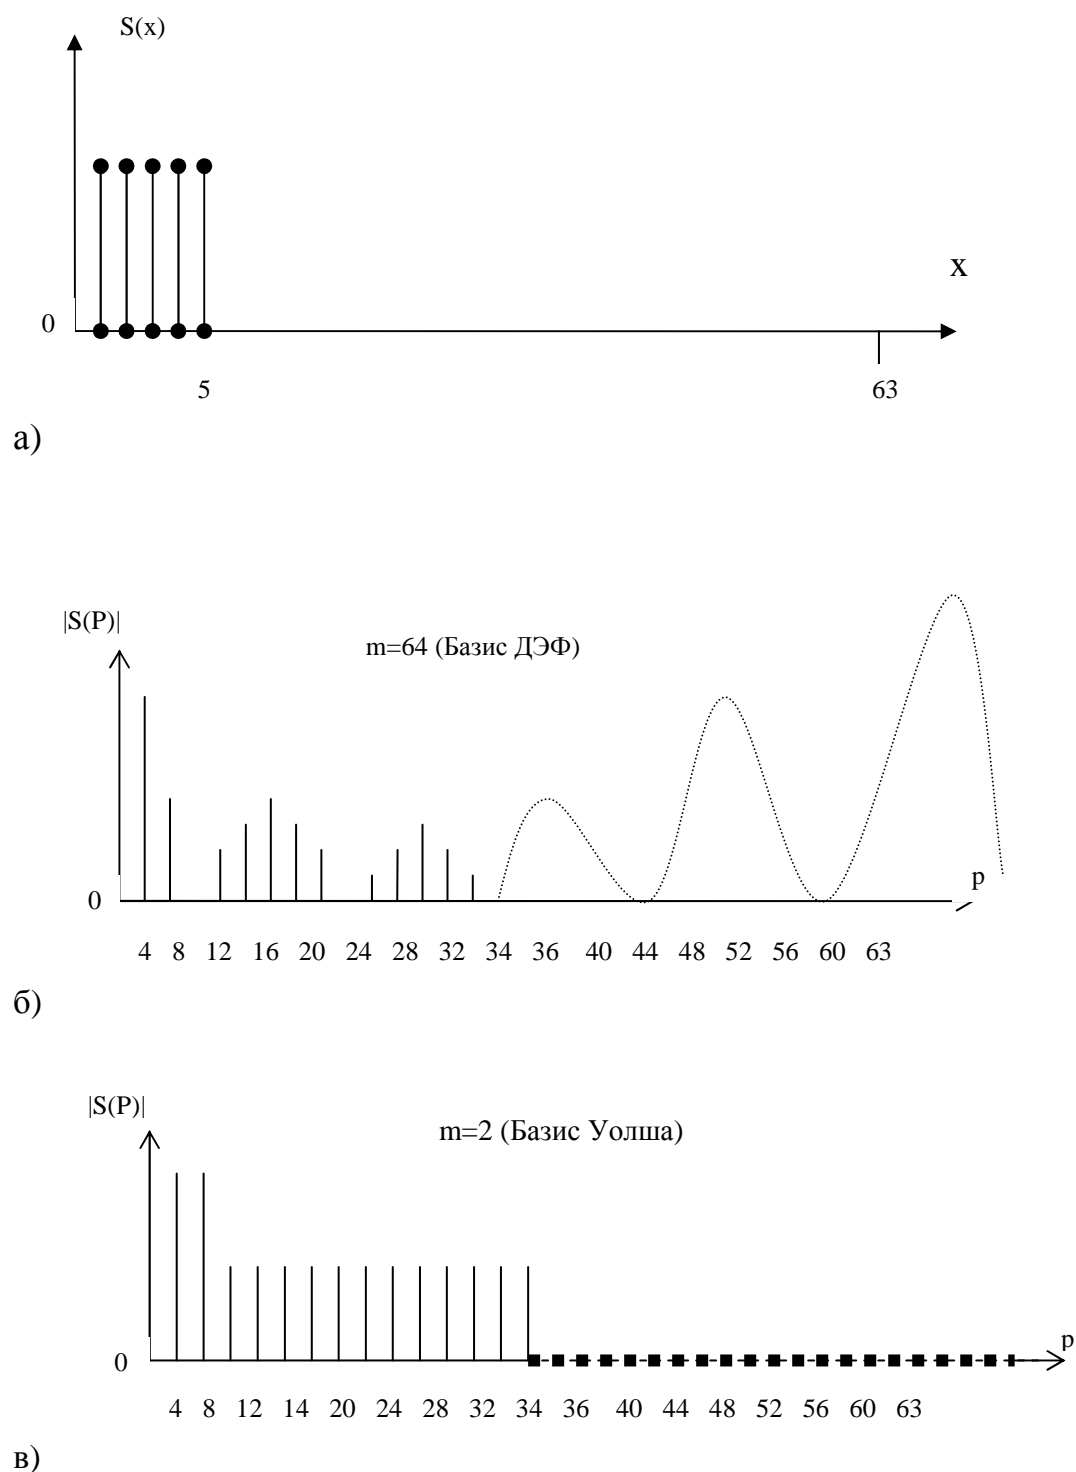 S(x)
x
0
5 63
а)
|S(P)|
m=64 (Базис ДЭФ)
p
0
4 8 12 16 20 24 28 32 34 36 40 44 48 52 56 60 63
б)
|S(P)|
m=2 (Базис Уолша)
p
0
4 8 12 14 20 24 28 32 34 36 40 44 48 52 56 60 63
в)